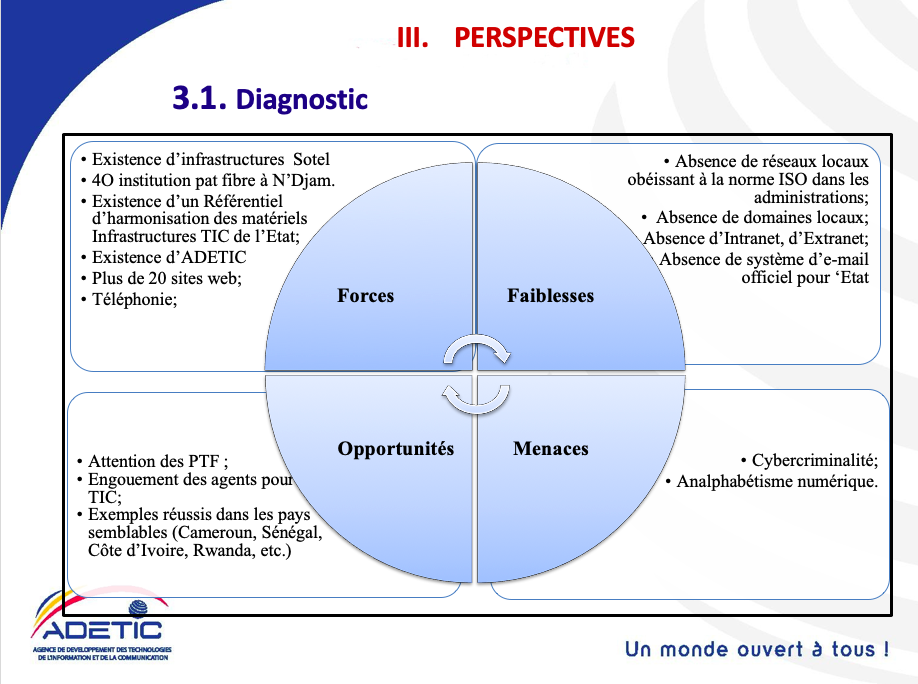 III. PERSPECTIVES
3.1. Diagnostic
• Existence d’infrastructures Sotel
• 4O institution pat fibre à N’Djam.
• Existence d’un Référentiel
d’harmonisation des matériels
Infrastructures TIC de l’Etat;
• Existence d’ADETIC
• Plus de 20 sites web;
• Téléphonie;
• Absence de réseaux locaux
obéissant à la norme ISO dans les
administrations;
• Absence de domaines locaux;
Absence d’Intranet, d’Extranet;
Absence de système d’e-mail
officiel pour ‘Etat
Forces
Faiblesses
Opportunités
Menaces
• Attention des PTF ;
• Engouement des agents pour
TIC;
• Exemples réussis dans les pays
semblables (Cameroun, Sénégal,
Côte d’Ivoire, Rwanda, etc.)
• Cybercriminalité;
• Analphabétisme numérique.
ADETIC
AGENCE DE DEVELOPPEMENT DES TECHNOLOGIES
DE L'INFORMATION ET DE LA COMMUNICATION
Un monde ouvert à tous !